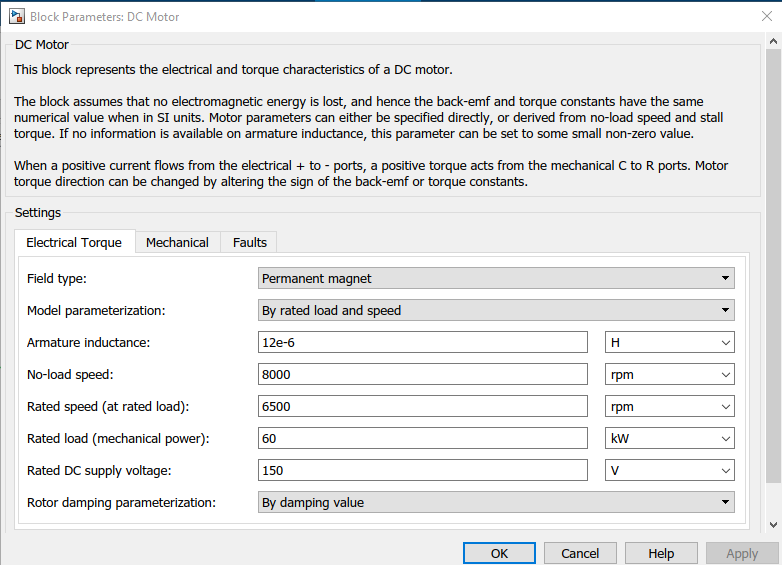 Block Parameters: DC Motor
DC Motor
This block represents the electrical and torque characteristics of a DC motor.
The block assumes that no electromagnetic energy is lost, and hence the back-emf and torque constants have the same
numerical value when in SI units. Motor parameters can either be specified directly, or derived from no-load speed and stall
torque. If no information is available on armature inductance, this parameter can be set to some small non-zero value.
When a positive current flows from the electrical + to - ports, a positive torque acts from the mechanical C to R ports. Motor
torque direction can be changed by altering the sign of the back-emf or torque constants.
Settings
Electrical Torque Mechanical Faults
Field type: Permanent magnet
Model parameterization: By rated load and speed
Armature inductance: 12e-6 H
No-load speed: 8000 rpm
Rated speed (at rated load): 6500 rpm
Rated load (mechanical power): 60 kW
Rated DC supply voltage: 150 V
Rotor damping parameterization: By damping value
OK Cancel Help Apply